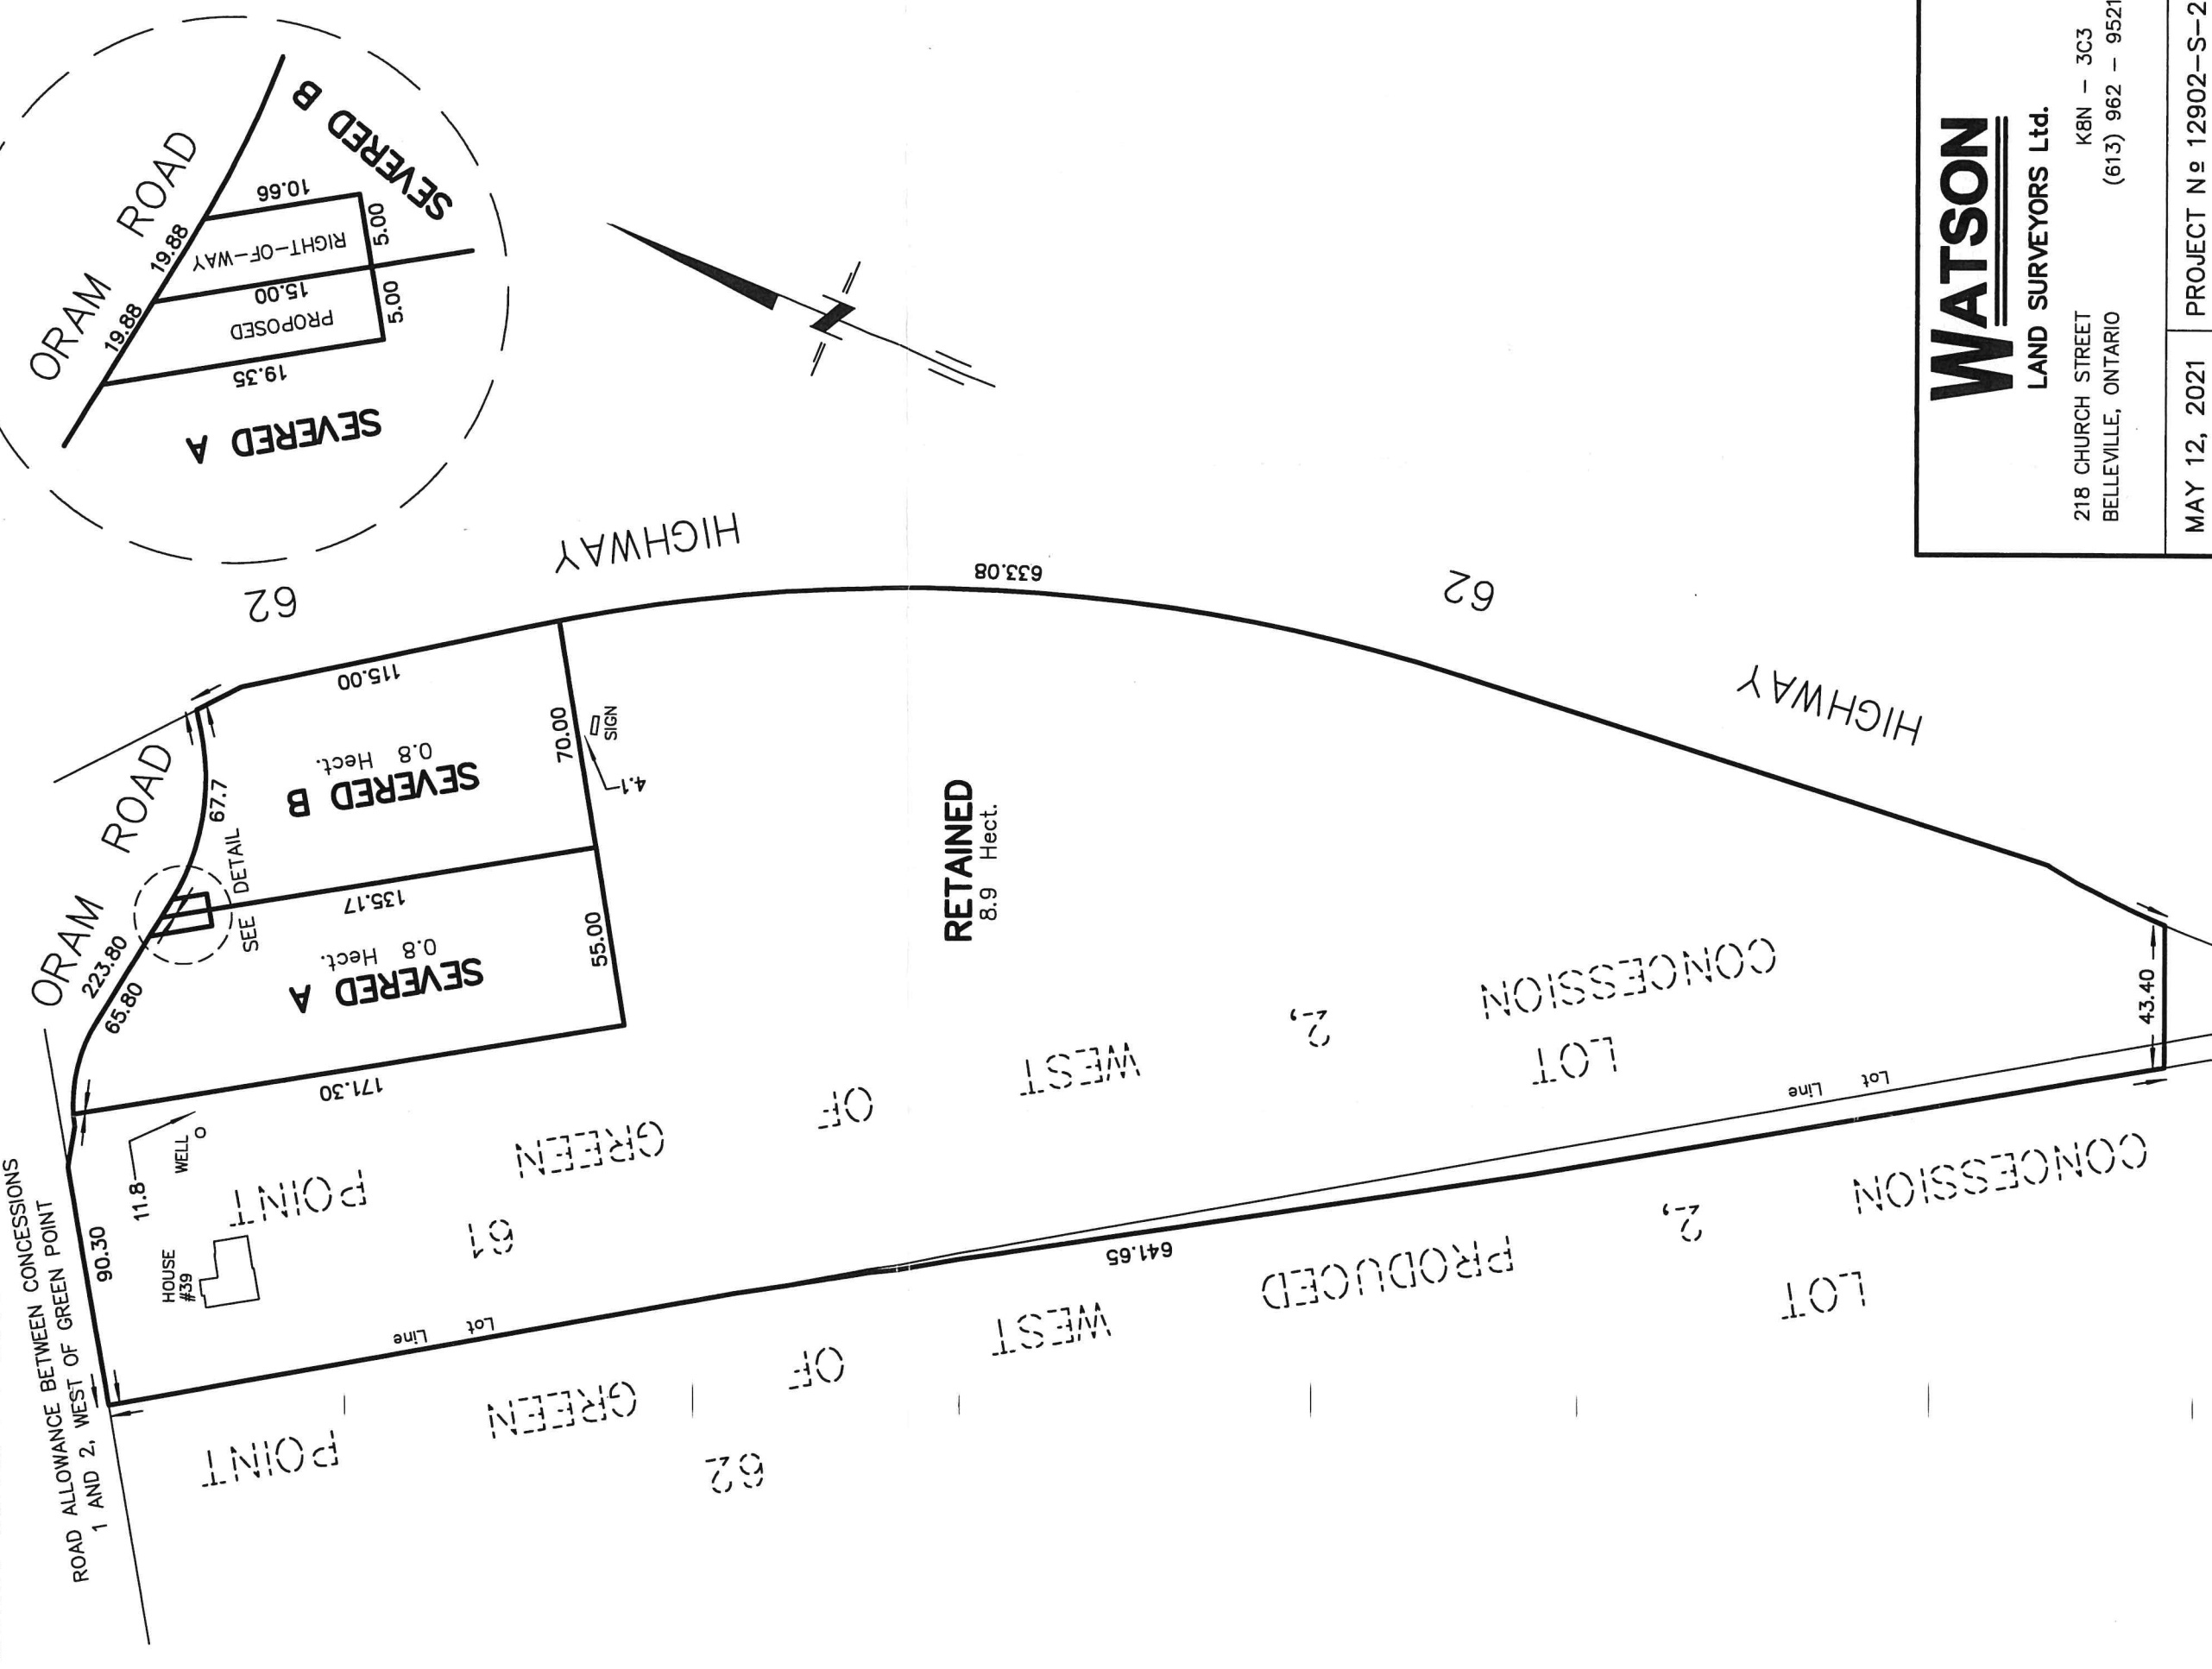 ORAM ROAD
19.88
19.88
10.66
RIGHT-OF-WAY
5.00
15.00
PROPOSED
5.00
19.35
SEVERED A
SEVERED B
62
HIGHWAY
633.08
62
HIGHWAY
ROAD ALLOWANCE BETWEEN CONCESSIONS
1 AND 2, WEST OF GREEN POINT
ORAM ROAD
223.80
65.80
67.7
SEE DETAIL
115.00
SEVERED B
0.8 Hect.
70.00
SIGN
4.1
135.17
SEVERED A
0.8 Hect.
55.00
171.30
90.30
11.8
WELL
HOUSE
#39
RETAINED
8.9 Hect.
LOT 61
CONCESSION 2,
WEST OF GREEN POINT
Lot Line
641.65
Lot Line
43.40
LOT 62 PRODUCED
CONCESSION 2,
WEST OF GREEN POINT
N
WATSON
LAND SURVEYORS Ltd.
218 CHURCH STREET K8N - 3C3
BELLEVILLE, ONTARIO (613) 962 - 9521
MAY 12, 2021 PROJECT Nº 12902-S-2